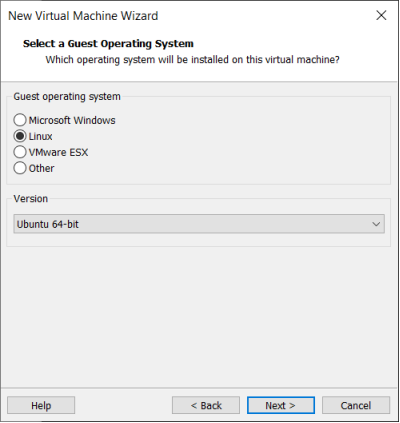 New Virtual Machine Wizard
Select a Guest Operating System
Which operating system will be installed on this virtual machine?
Guest operating system
Microsoft Windows
Linux
VMware ESX
Other
Version
Ubuntu 64-bit
Help
< Back
Next >
Cancel